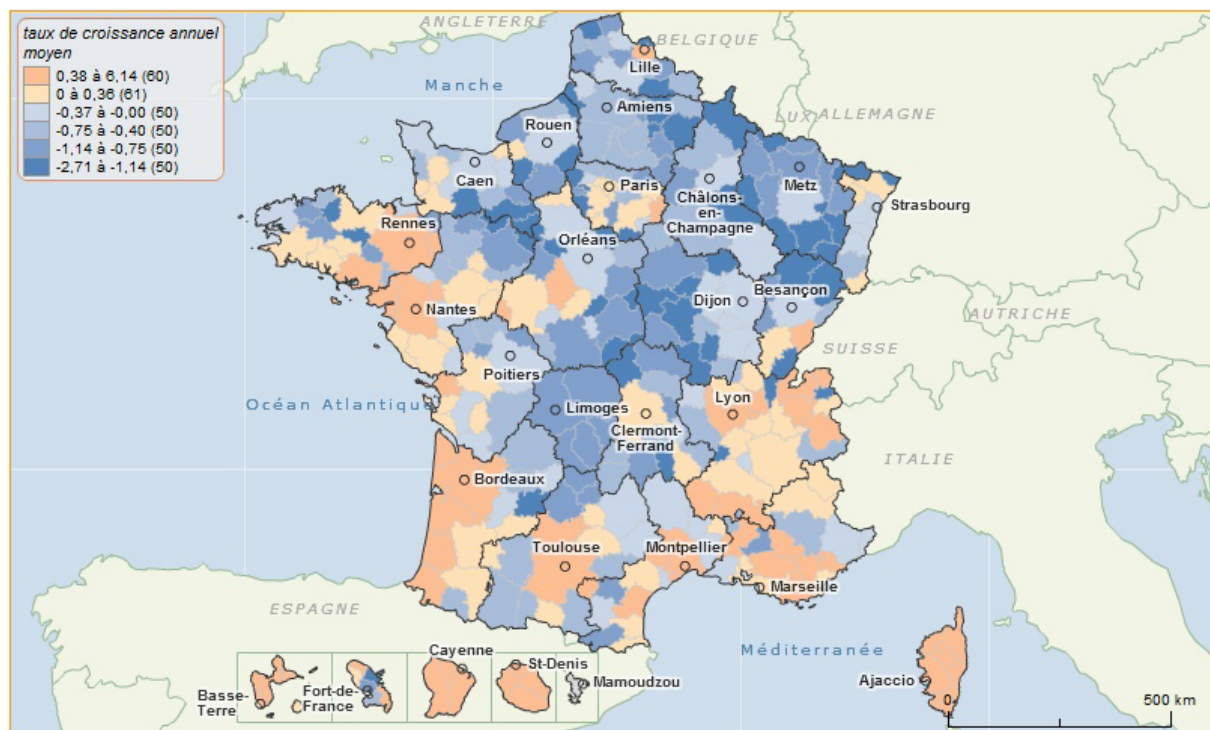 taux de croissance annuel
moyen
0,38 à 6,14 (60)
0 à 0,36 (61)
-0,37 à -0,00 (50)
-0,75 à -0,40 (50)
-1,14 à -0,75 (50)
-2,71 à -1,14 (50)
ANGLETERRE
BELGIQUE
Lille
Manche
Amiens
LUX
ALLEMAGNE
Rouen
Caen
Paris
Châlons-
en-
Champagne
Metz
Strasbourg
Rennes
Orléans
Nantes
Dijon
Besançon
AUTRICHE
SUISSE
Poitiers
Océan Atlantique
Limoges
Lyon
Clermont-
Ferrand
ITALIE
Bordeaux
Toulouse
Montpellier
Marseille
ESPAGNE
Méditerranée
Cayenne
St-Denis
Mamoudzou
Basse-
Terre
Fort-de-
France
Ajaccio
0
500 km